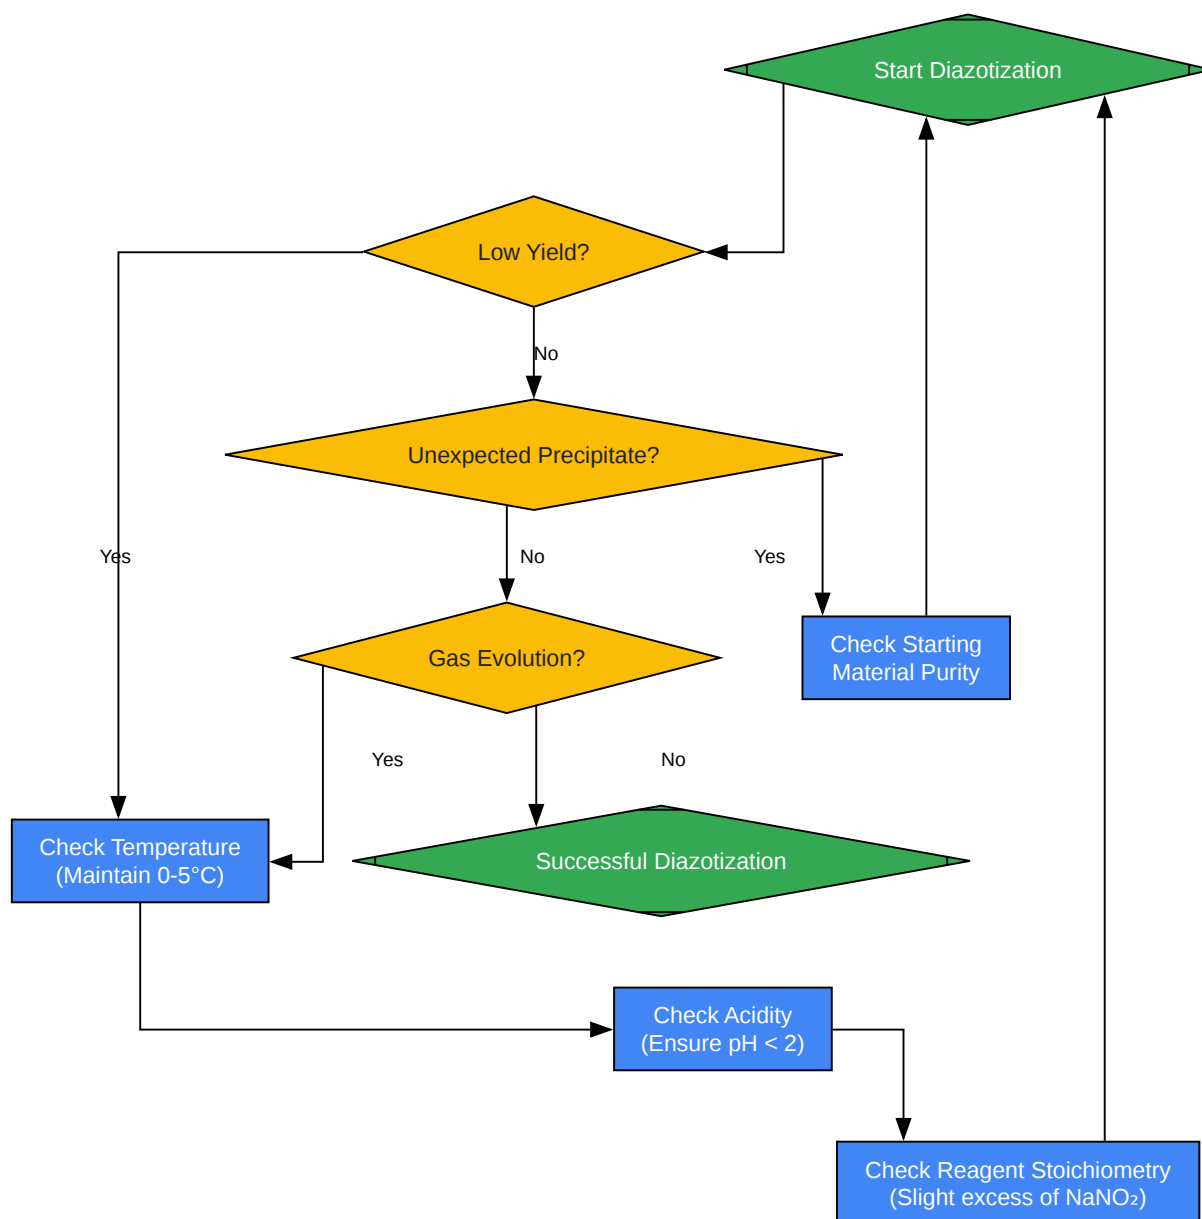 Start Diazotization
Low Yield?
No
Unexpected Precipitate?
Yes
No
Yes
Gas Evolution?
Check Starting
Material Purity
Yes
No
Check Temperature
(Maintain 0-5°C)
Successful Diazotization
Check Acidity
(Ensure pH < 2)
Check Reagent Stoichiometry
(Slight excess of NaNO₂)